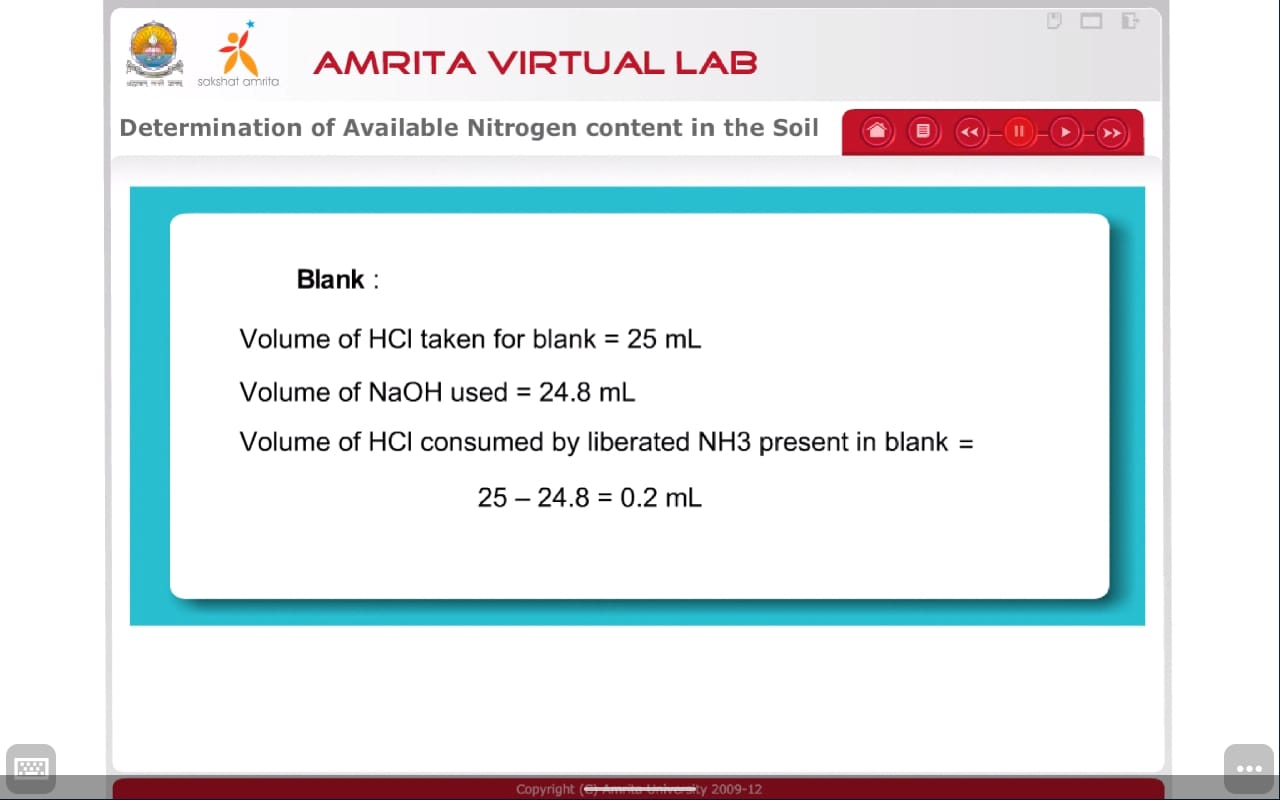 sakshat amrita
AMRITA VIRTUAL LAB
Determination of Available Nitrogen content in the Soil
Blank :
Volume of HCl taken for blank = 25 mL
Volume of NaOH used = 24.8 mL
Volume of HCl consumed by liberated NH3 present in blank =
25 – 24.8 = 0.2 mL
Copyright (C) Amrita University 2009-12